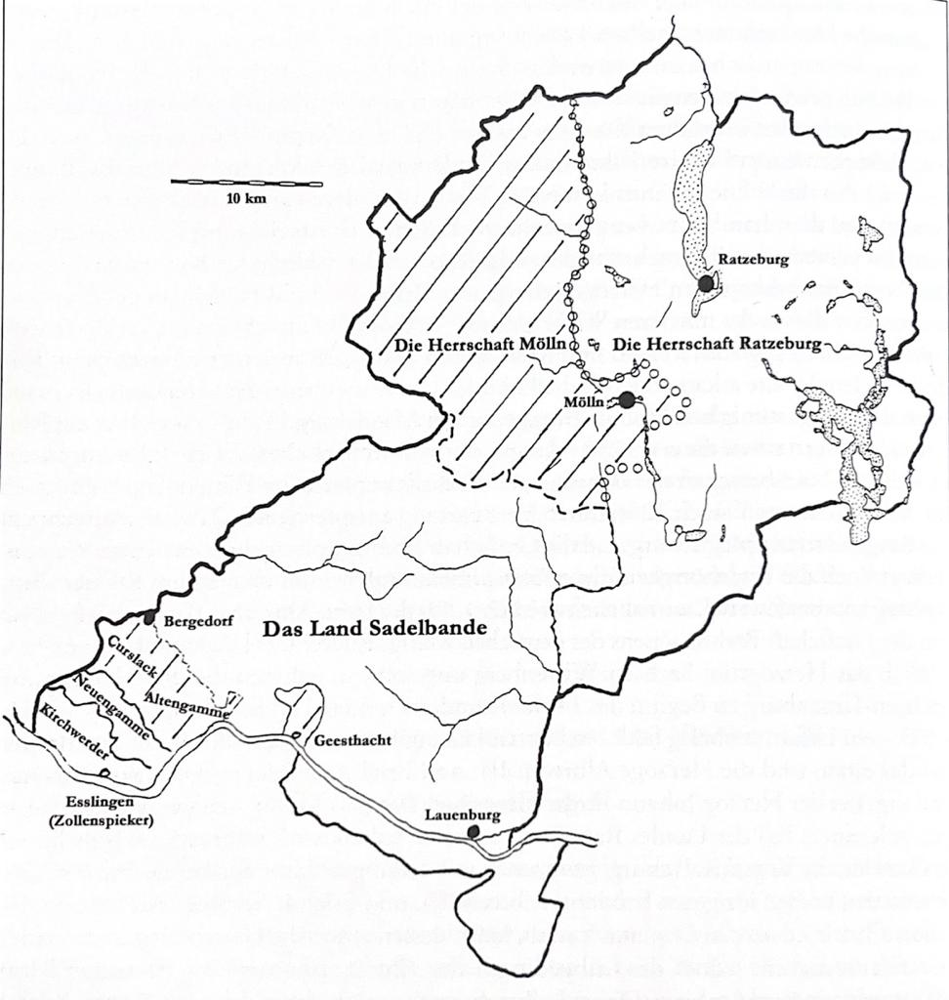 10 km
Ratzeburg
Die Herrschaft Mölln
Die Herrschaft Ratzeburg
Mölln
Das Land Sadelbande
Bergedorf
Curslack
Neuengamme
Altengamme
Kirchwerder
Geesthacht
Esslingen
(Zollenspieker)
Lauenburg